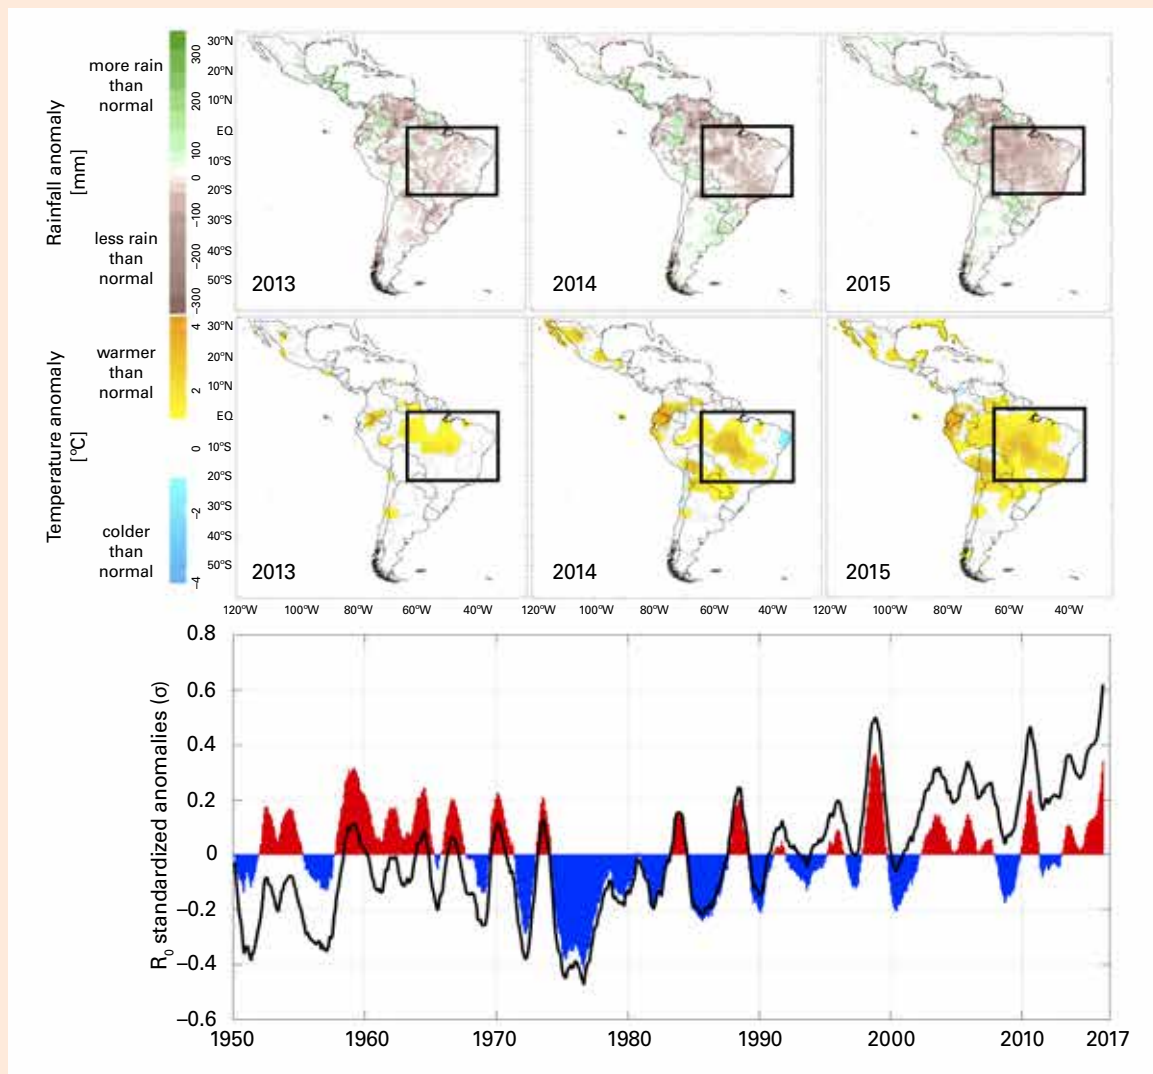 more rain
than
normal
less rain
than
normal
Rainfall anomaly
[mm]
300
200
100
0
−100
−200
−300
30°N
20°N
10°N
EQ
10°S
20°S
30°S
40°S
50°S
2013
2014
2015
warmer
than
normal
colder
than
normal
Temperature anomaly
[°C]
4
2
0
−2
−4
30°N
20°N
10°N
EQ
10°S
20°S
30°S
40°S
50°S
2013
2014
2015
120°W 100°W 80°W 60°W 40°W 120°W 100°W 80°W 60°W 40°W 120°W 100°W 80°W 60°W 40°W
R0 standardized anomalies (σ)
0.8
0.6
0.4
0.2
0
−0.2
−0.4
−0.6
1950 1960 1970 1980 1990 2000 2010 2017